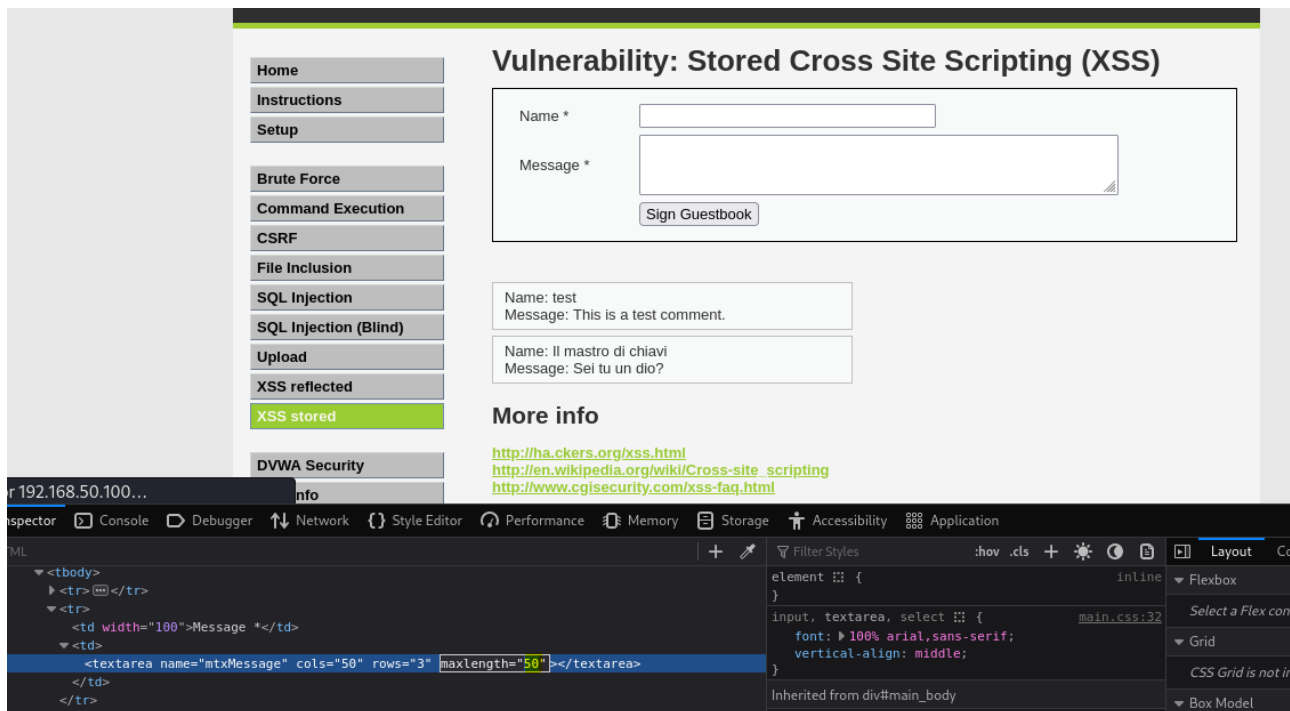 Vulnerability: Stored Cross Site Scripting (XSS)
Home
Instructions
Setup
Brute Force
Command Execution
CSRF
File Inclusion
SQL Injection
SQL Injection (Blind)
Upload
XSS reflected
XSS stored
DVWA Security
nfo
Name *
Message *
Sign Guestbook
Name: test
Message: This is a test comment.
Name: Il mastro di chiavi
Message: Sei tu un dio?
More info
http://ha.ckers.org/xss.html
http://en.wikipedia.org/wiki/Cross-site_scripting
http://www.cgisecurity.com/xss-faq.html
r 192.168.50.100...
nspector Console Debugger Network {} Style Editor Performance Memory Storage Accessibility Application
TML
<tbody>
<tr> </tr>
<tr>
<td width="100">Message *</td>
<td>
<textarea name="mtxMessage" cols="50" rows="3" maxlength="50"></textarea>
</td>
</tr>
Filter Styles :hov .cls +
element { inline
}
input, textarea, select { main.css:32
font: 100% arial,sans-serif;
vertical-align: middle;
}
Inherited from div#main_body
Layout Co
Flexbox
Select a Flex con
Grid
CSS Grid is not i
Box Model